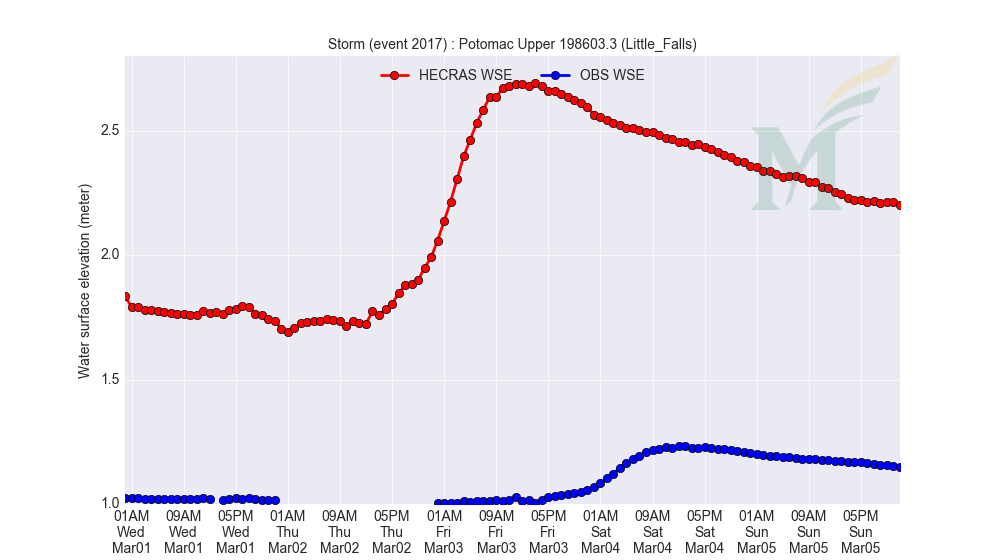 Storm (event 2017) : Potomac Upper 198603.3 (Little_Falls)
HECRAS WSE OBS WSE
Water surface elevation (meter)
2.5
2.0
1.5
1.0
01AM 09AM 05PM 01AM 09AM 05PM 01AM 09AM 05PM 01AM 09AM 05PM 01AM 09AM 05PM
Wed Wed Wed Thu Thu Thu Fri Fri Fri Sat Sat Sat Sun Sun Sun
Mar01 Mar01 Mar01 Mar02 Mar02 Mar02 Mar03 Mar03 Mar03 Mar04 Mar04 Mar04 Mar05 Mar05 Mar05
M